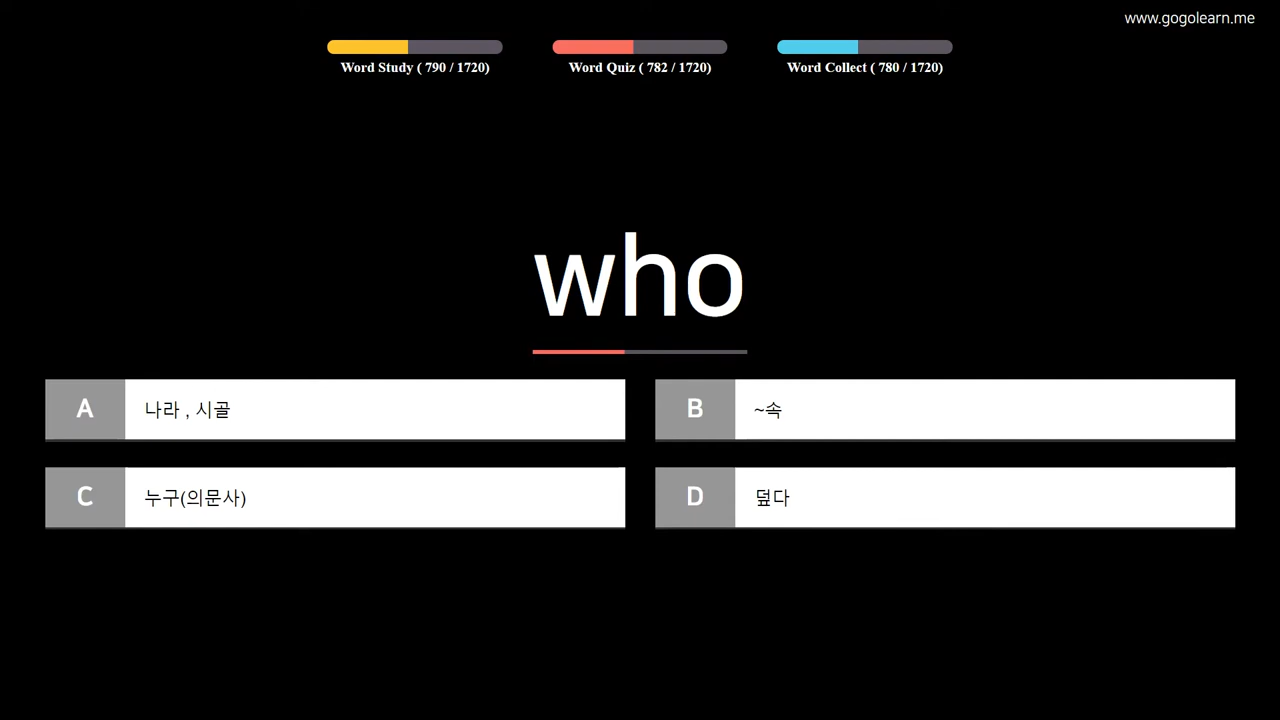 www.gogolearn.me
Word Study ( 790 / 1720)
Word Quiz ( 782 / 1720)
Word Collect ( 780 / 1720)
who
A 나라 , 시골
B ~속
C 누구(의문사)
D 덮다